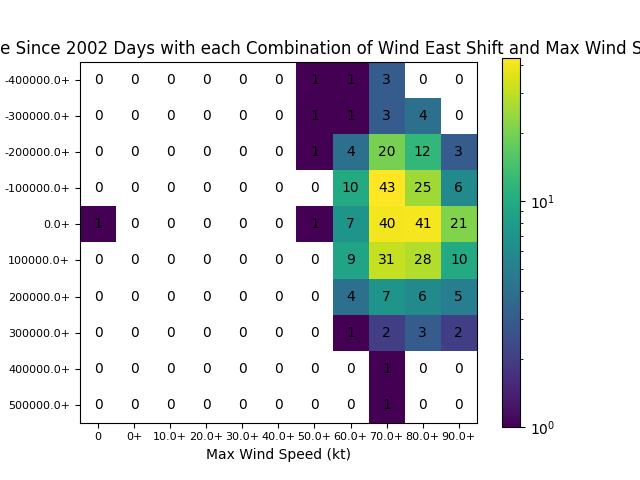 e Since 2002 Days with each Combination of Wind East Shift and Max Wind S
-400000.0+ 0 0 0 0 0 0 1 1 3 0 0
-300000.0+ 0 0 0 0 0 0 1 1 3 4 0
-200000.0+ 0 0 0 0 0 0 1 4 20 12 3
-100000.0+ 0 0 0 0 0 0 0 10 43 25 6
0.0+ 1 0 0 0 0 0 1 7 40 41 21
100000.0+ 0 0 0 0 0 0 0 9 31 28 10
200000.0+ 0 0 0 0 0 0 0 4 7 6 5
300000.0+ 0 0 0 0 0 0 0 1 2 3 2
400000.0+ 0 0 0 0 0 0 0 0 1 0 0
500000.0+ 0 0 0 0 0 0 0 0 1 0 0
0 0+ 10.0+ 20.0+ 30.0+ 40.0+ 50.0+ 60.0+ 70.0+ 80.0+ 90.0+
Max Wind Speed (kt)
10¹
10⁰